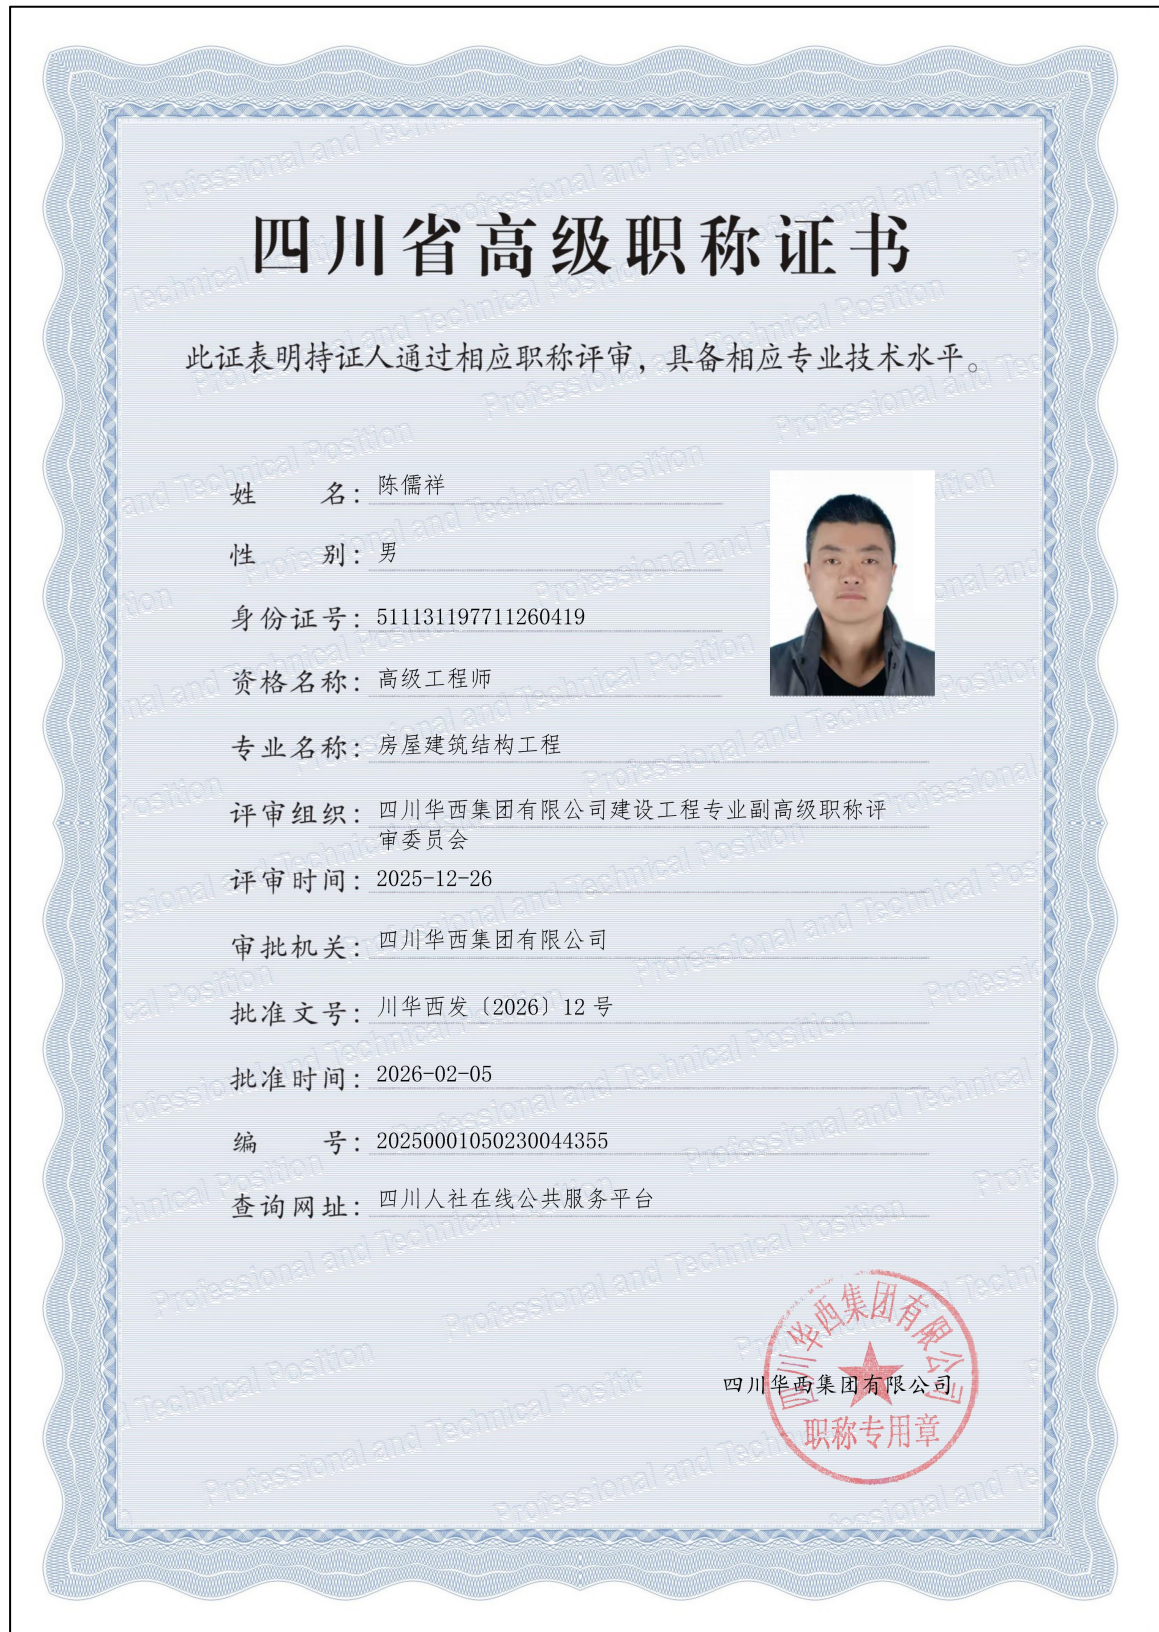 四川省高级职称证书
此证表明持证人通过相应职称评审，具备相应专业技术水平。
姓名：陈儒祥
性别：男
身份证号：511131197711260419
资格名称：高级工程师
专业名称：房屋建筑结构工程
评审组织：四川华西集团有限公司建设工程专业副高级职称评
审委员会
评审时间：2025-12-26
审批机关：四川华西集团有限公司
批准文号：川华西发〔2026〕12 号
批准时间：2026-02-05
编号：20250001050230044355
查询网址：四川人社在线公共服务平台
四川华西集团有限公司
四川华西集团有限公司
职称专用章
Professional and Technical Position